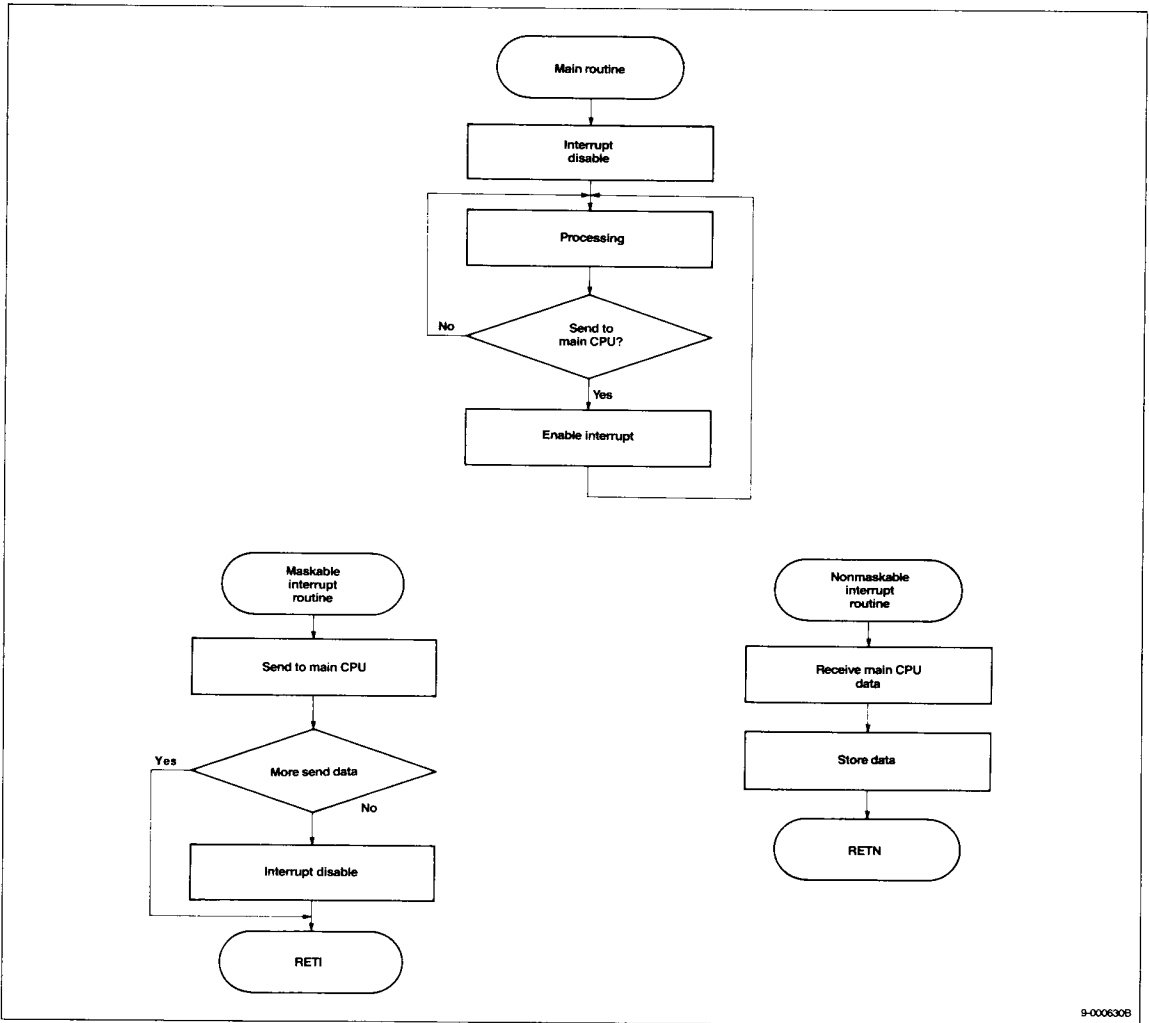 Main routine
Interrupt
disable
Processing
No
Send to
main CPU?
Yes
Enable interrupt
Maskable
interrupt
routine
Send to main CPU
Yes
More send data
No
Interrupt disable
RETI
Nonmaskable
interrupt
routine
Receive main CPU
data
Store data
RETN
9-000630B